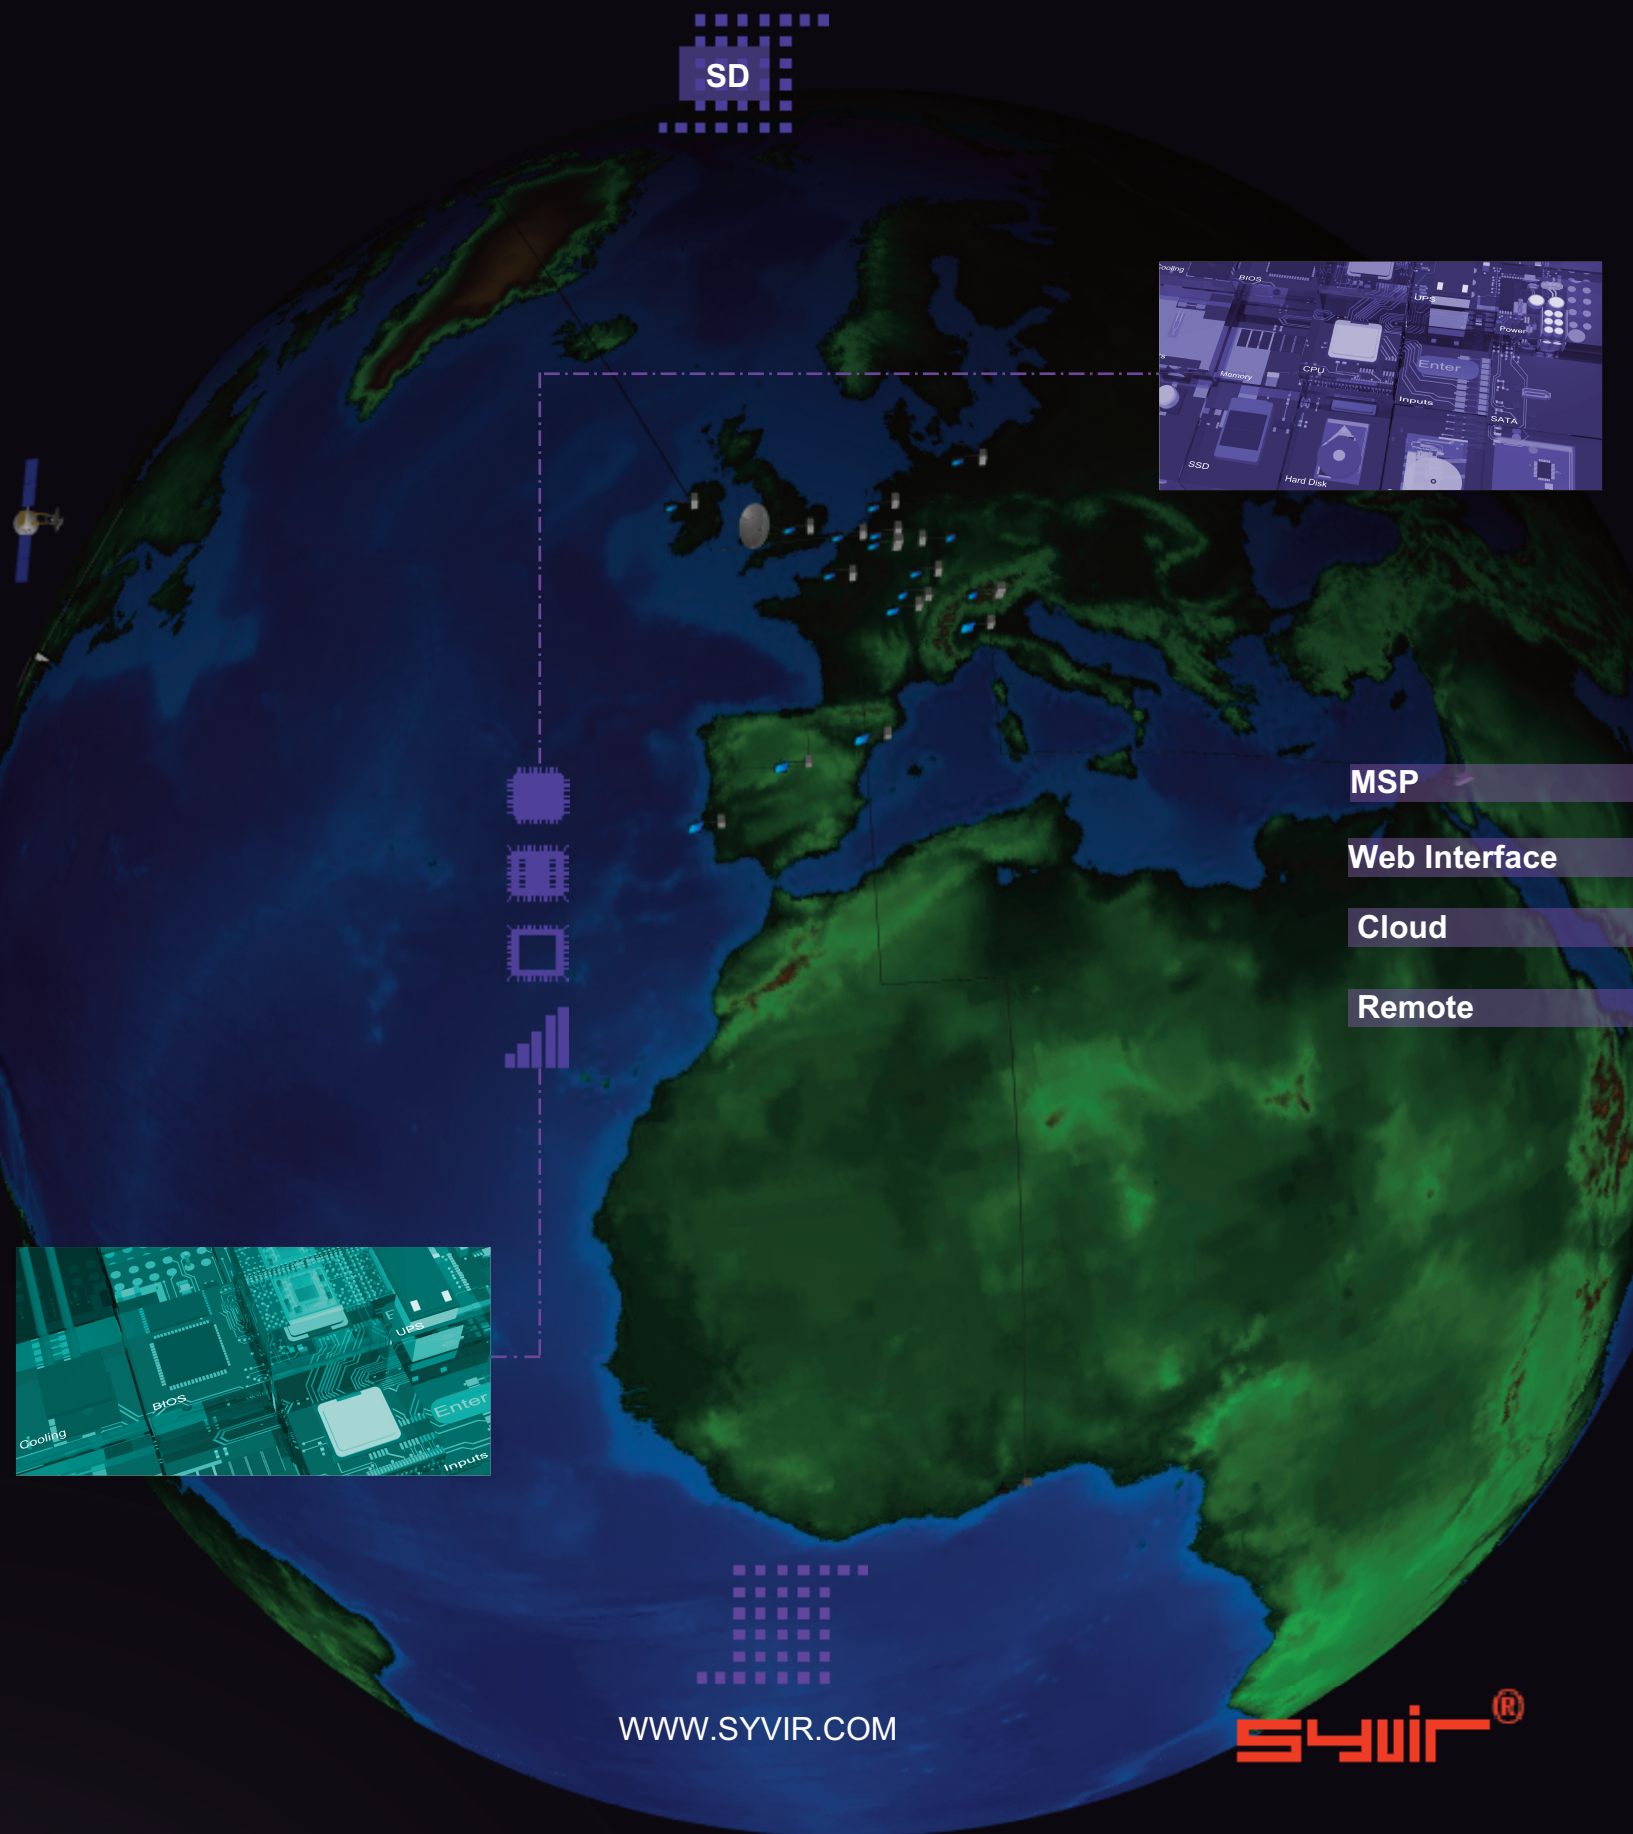 SD
Cooling
BIOS
UPS
Power
Memory
CPU
Enter
Inputs
SATA
SSD
Hard Disk
MSP
Web Interface
Cloud
Remote
UPS
BIOS
Enter
Cooling
Inputs
WWW.SYVIR.COM
syvir®